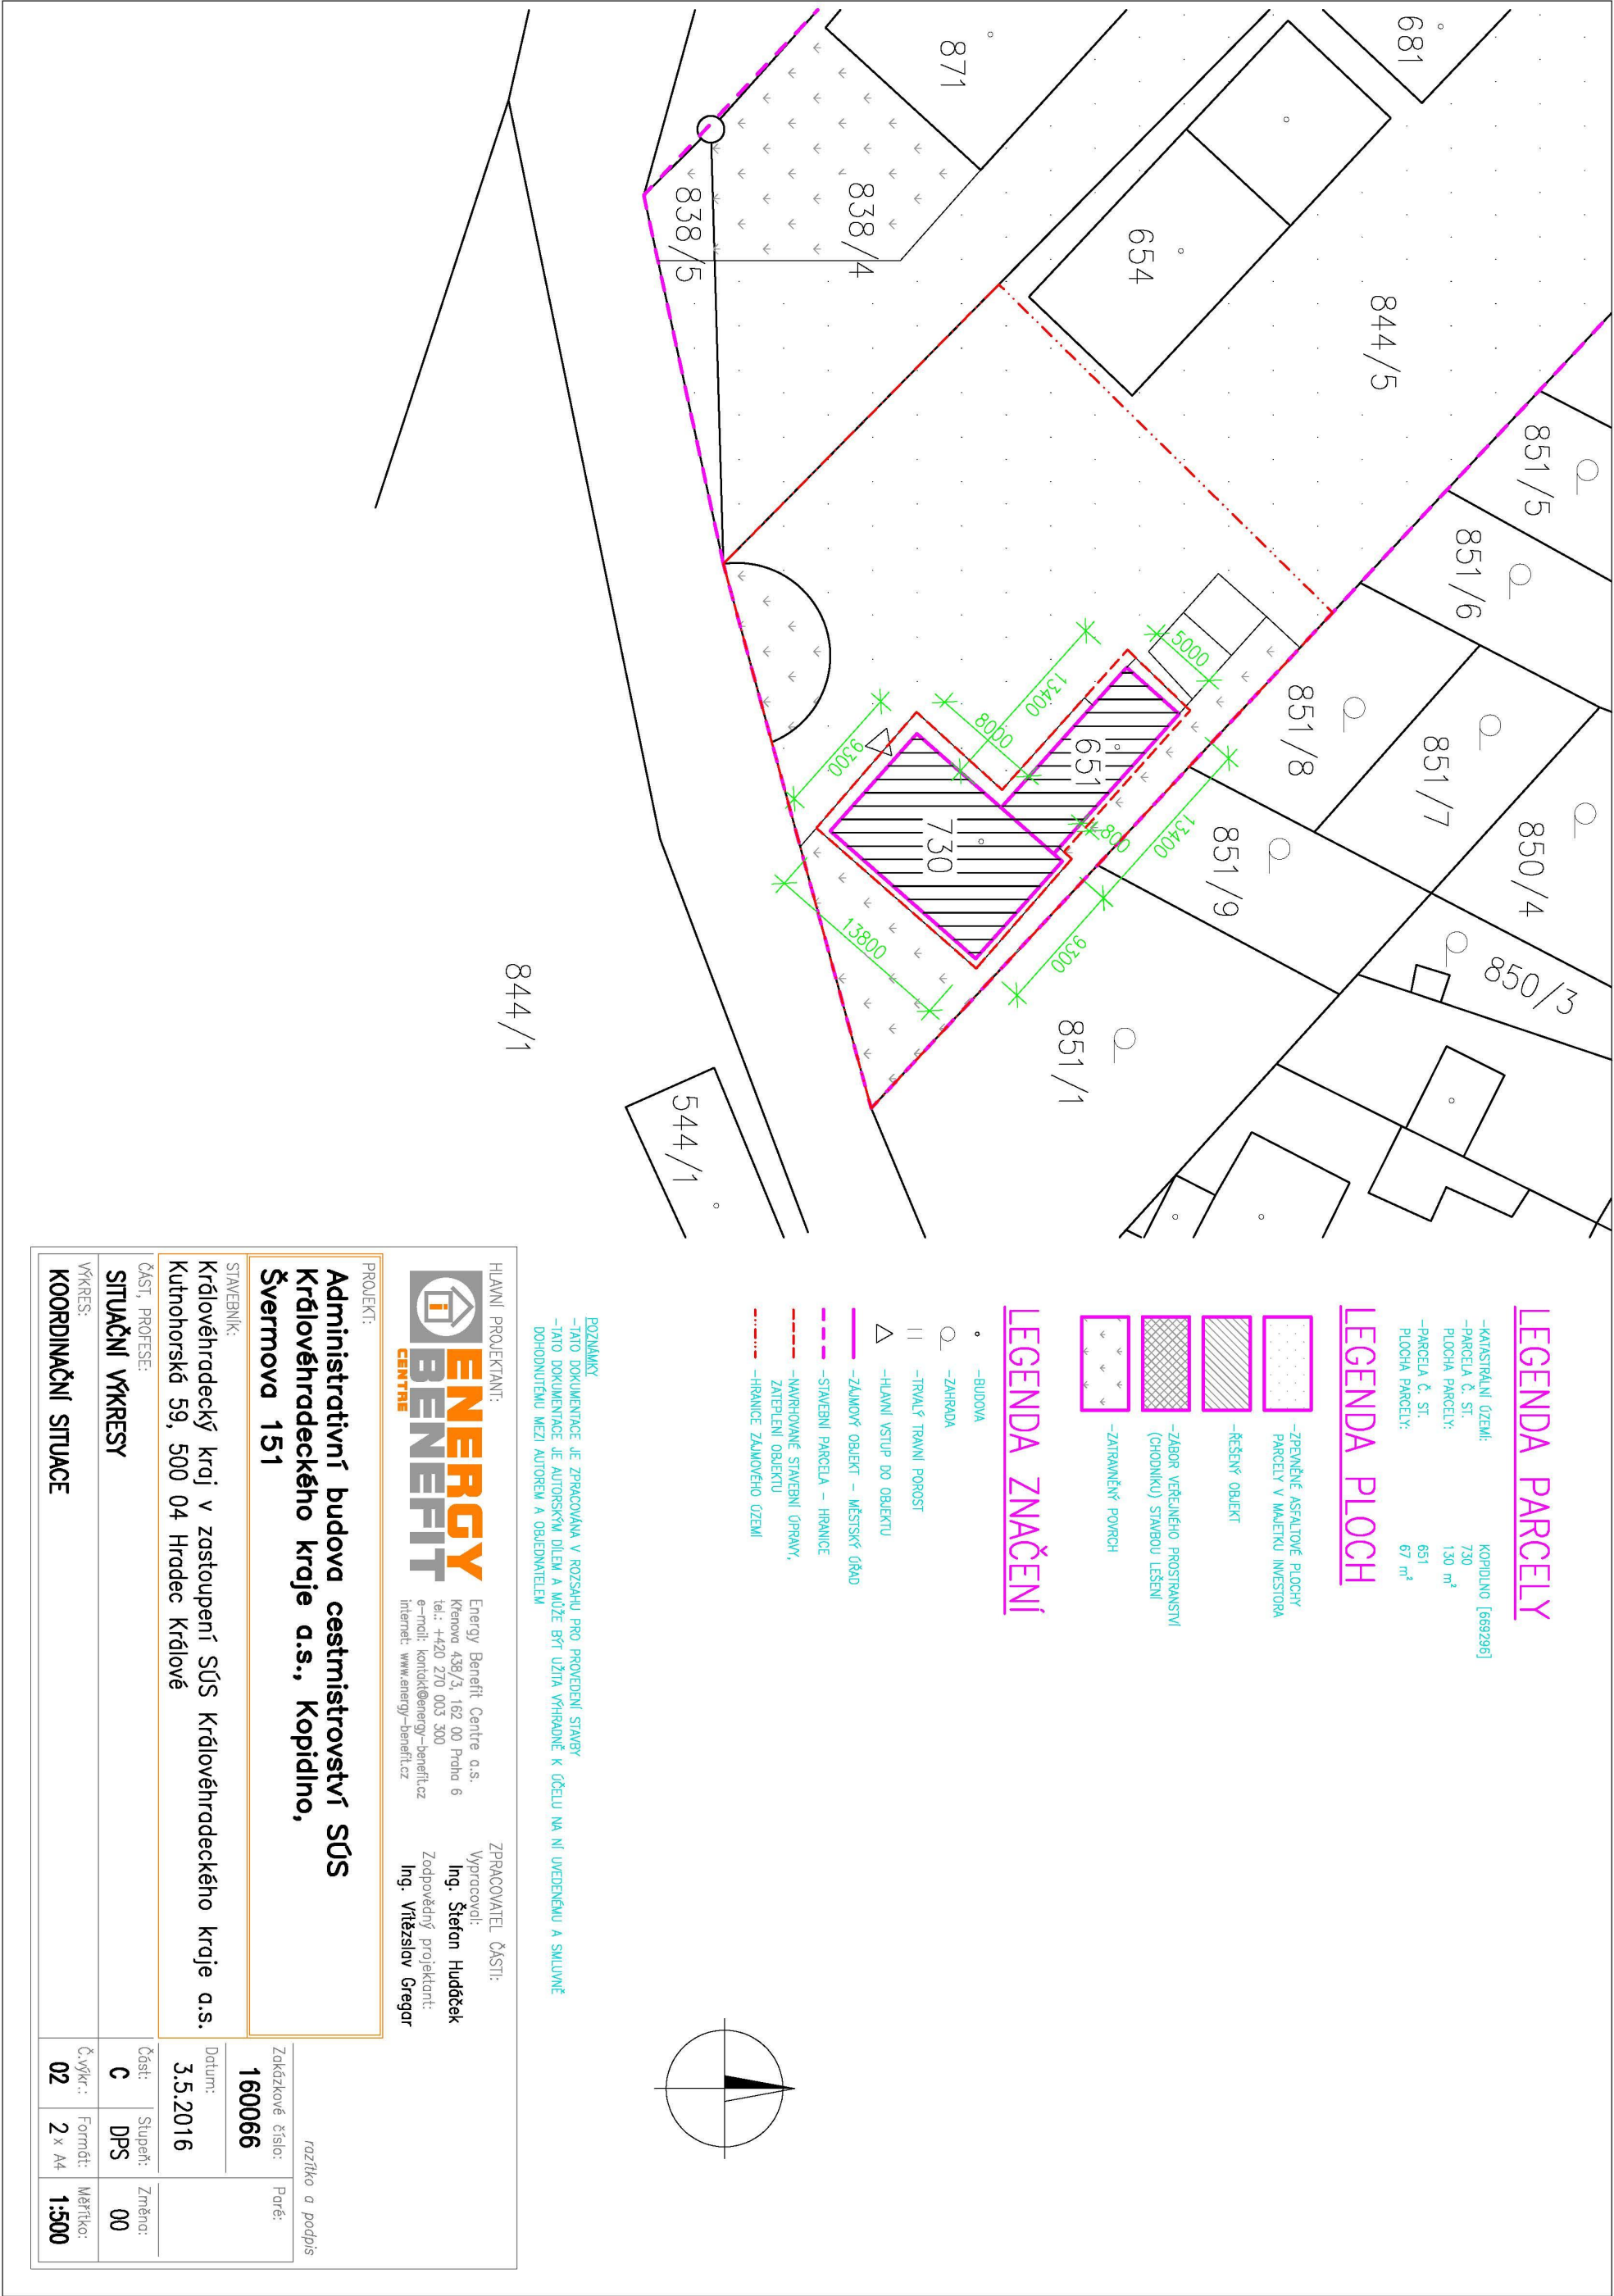 681
871
654
844/5
838/4
838/5
851/5
851/6
851/8
851/7
850/4
850/3
851/9
851/1
844/1
544/1
651
730
5000
13400
8000
9300
800
13400
9300
13800
LEGENDA PARCELY
-KATASTRÁLNÍ ÚZEMÍ: KOPIDLNO [669296]
-PARCELA Č. ST. 730
PLOCHA PARCELY: 130 m²
-PARCELA Č. ST. 651
PLOCHA PARCELY: 67 m²
LEGENDA PLOCH
-ZPEVNĚNÉ ASFALTOVÉ PLOCHY
PARCELY V MAJETKU INVESTORA
-ŘEŠENÝ OBJEKT
-ZÁBOR VEŘEJNÉHO PROSTRANSTVÍ
(CHODNÍKU) STAVBOU LEŠENÍ
-ZATRAVNĚNÝ POVRCH
LEGENDA ZNAČENÍ
-BUDOVA
-ZAHRADA
-TRVALÝ TRAVNÍ POROST
-HLAVNÍ VSTUP DO OBJEKTU
-ZÁJMOVÝ OBJEKT - MĚSTSKÝ ÚŘAD
-STAVEBNÍ PARCELA - HRANICE
-NAVRHOVANÉ STAVEBNÍ ÚPRAVY,
ZATEPLENÍ OBJEKTU
-HRANICE ZÁJMOVÉHO ÚZEMÍ
POZNÁMKY
-TATO DOKUMENTACE JE ZPRACOVÁNA V ROZSAHU PRO PROVEDENÍ STAVBY
-TATO DOKUMENTACE JE AUTORSKÝM DÍLEM A MŮŽE BÝT UŽITA VÝHRADNĚ K ÚČELU NA NÍ UVEDENÉMU A SMLUVNĚ
DOHODNUTÉMU MEZI AUTOREM A OBJEDNATELEM
HLAVNÍ PROJEKTANT:
ENERGY
BENEFIT
CENTRE
Energy Benefit Centre a.s.
Křenova 438/3, 162 00 Praha 6
tel.: +420 270 003 300
e-mail: kontakt@energy-benefit.cz
internet: www.energy-benefit.cz
ZPRACOVATEL ČÁSTI:
Vypracoval:
Ing. Štefan Hudáček
Zodpovědný projektant:
Ing. Vítězslav Gregar
razítko a podpis
PROJEKT:
Administrativní budova cestmistrovství SÚS
Královéhradeckého kraje a.s., Kopidlno,
Švermova 151
Zakázkové číslo: Paré:
160066
STAVEBNÍK:
Královéhradecký kraj v zastoupení SÚS Královéhradeckého kraje a.s.
Kutnohorská 59, 500 04 Hradec Králové
Datum:
3.5.2016
ČÁST, PROFESE:
SITUAČNÍ VÝKRESY
Část: Stupeň: Změna:
C DPS 00
VÝKRES:
KOORDINAČNÍ SITUACE
Č.výkr.: Formát: Měřítko:
02 2 x A4 1:500